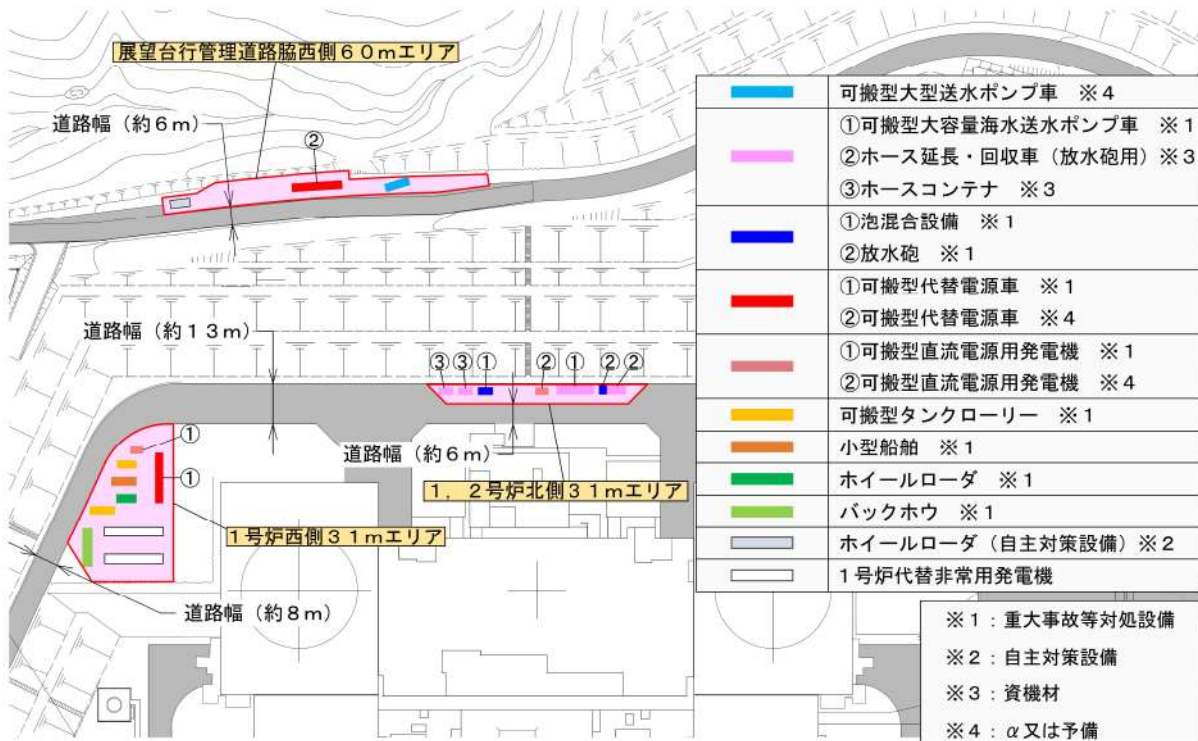 展望台行管理道路脇西側60mエリア
道路幅(約6m)
②
道路幅(約13m)
③③①
②
①
②②
道路幅(約6m)
1,2号炉北側31mエリア
①
①
1号炉西側31mエリア
道路幅(約8m)
可搬型大型送水ポンプ車 ※4
①可搬型大容量海水送水ポンプ車 ※1
②ホース延長・回収車(放水砲用)※3
③ホースコンテナ ※3
①泡混合設備 ※1
②放水砲 ※1
①可搬型代替電源車 ※1
②可搬型代替電源車 ※4
①可搬型直流電源用発電機 ※1
②可搬型直流電源用発電機 ※4
可搬型タンクローリー ※1
小型船舶 ※1
ホイールローダ ※1
バックホウ ※1
ホイールローダ(自主対策設備)※2
1号炉代替非常用発電機
※1:重大事故等対処設備
※2:自主対策設備
※3:資機材
※4:α又は予備